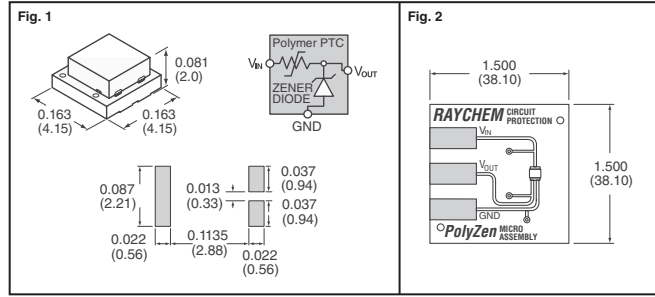 Fig. 1
0.081
(2.0)
0.163
(4.15)
0.163
(4.15)
Polymer PTC
VIN
VOUT
ZENER
DIODE
GND
0.087
(2.21)
0.013
(0.33)
0.037
(0.94)
0.037
(0.94)
0.022
(0.56)
0.1135
(2.88)
0.022
(0.56)
Fig. 2
1.500
(38.10)
RAYCHEM CIRCUIT
PROTECTION
VIN
VOUT
GND
1.500
(38.10)
PolyZen MICRO
ASSEMBLY